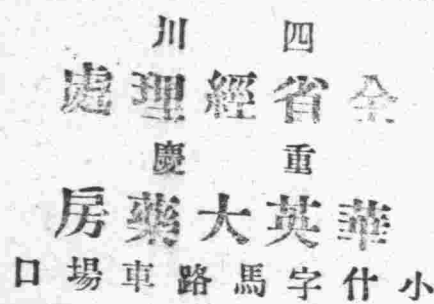 四川
全省經理處
重慶
華英大藥房
小什字馬路車場口